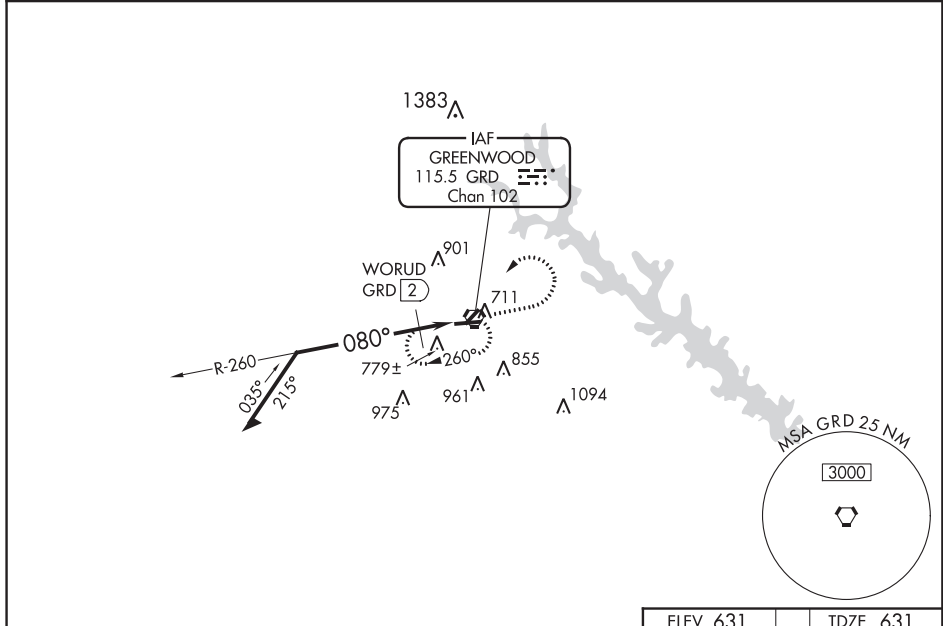 1383
IAF
GREENWOOD
115.5 GRD
Chan 102
901
WORUD
GRD 2
711
080°
R-260
779±
260°
855
035°
215°
975
961
1094
MSA GRD 25 NM
3000
ELEV 631
TDZE 631